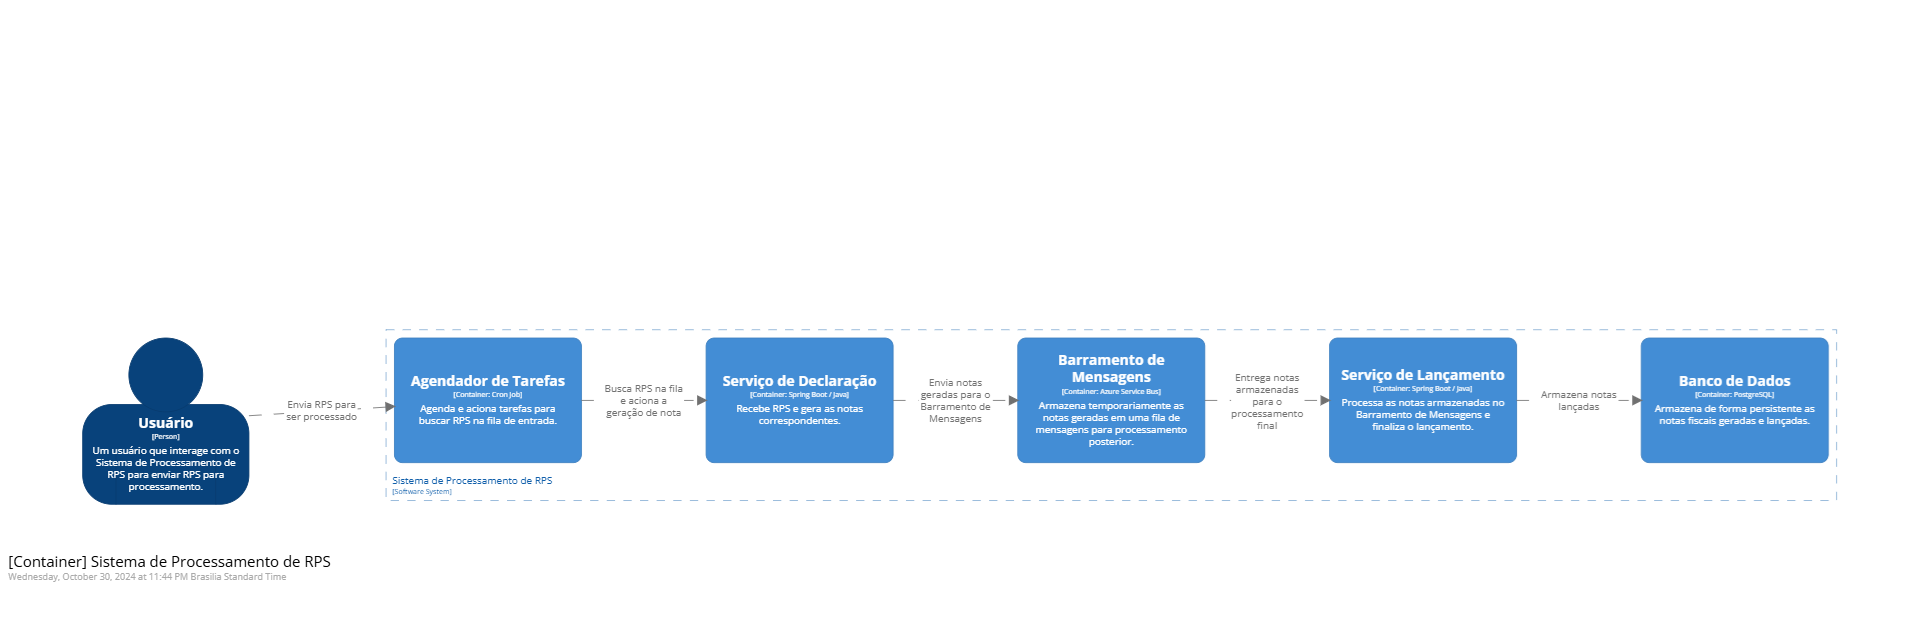 Usuário
[Person]
Um usuário que interage com o
Sistema de Processamento de
RPS para enviar RPS para
processamento.
Envia RPS para
ser processado
Agendador de Tarefas
[Container: Cron Job]
Agenda e aciona tarefas para
buscar RPS na fila de entrada.
Busca RPS na fila
e aciona a
geração de nota
Serviço de Declaração
[Container: Spring Boot / Java]
Recebe RPS e gera as notas
correspondentes.
Envia notas
geradas para o
Barramento de
Mensagens
Barramento de
Mensagens
[Container: Azure Service Bus]
Armazena temporariamente as
notas geradas em uma fila de
mensagens para processamento
posterior.
Entrega notas
armazenadas
para o
processamento
final
Serviço de Lançamento
[Container: Spring Boot / Java]
Processa as notas armazenadas no
Barramento de Mensagens e
finaliza o lançamento.
Armazena notas
lançadas
Banco de Dados
[Container: PostgreSQL]
Armazena de forma persistente as
notas fiscais geradas e lançadas.
Sistema de Processamento de RPS
[Software System]
[Container] Sistema de Processamento de RPS
Wednesday, October 30, 2024 at 11:44 PM Brasilia Standard Time